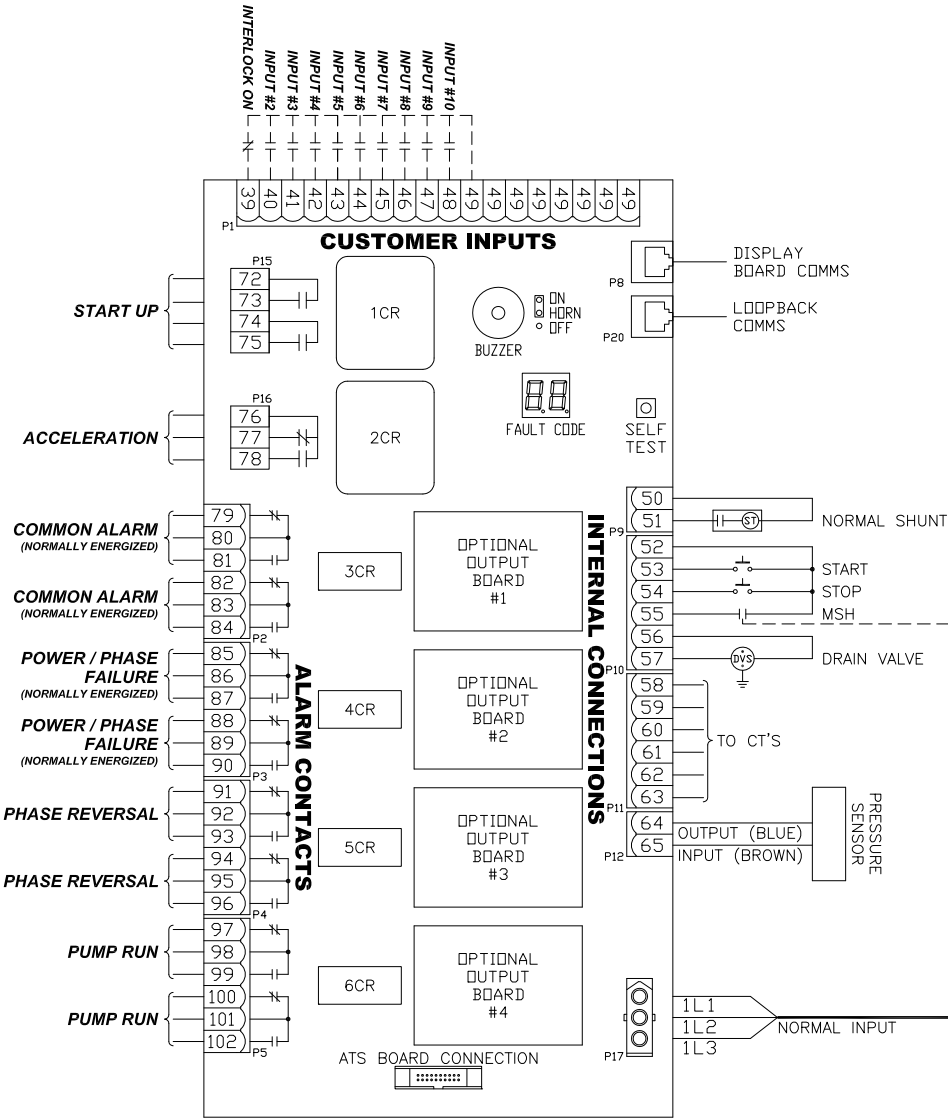 INTERLOCK ON
INPUT #2
INPUT #3
INPUT #4
INPUT #5
INPUT #6
INPUT #7
INPUT #8
INPUT #9
INPUT #10
39 40 41 42 43 44 45 46 47 48 49 49 49 49 49 49 49 49
P1
CUSTOMER INPUTS
START UP
P15
72
73
74
75
1CR
BUZZER
ON
HORN
OFF
P8
DISPLAY
BOARD COMMS
P20
LOOPBACK
COMMS
ACCELERATION
P16
76
77
78
2CR
FAULT CODE
SELF
TEST
COMMON ALARM
(NORMALLY ENERGIZED)
79
80
81
COMMON ALARM
(NORMALLY ENERGIZED)
82
83
84
P2
POWER / PHASE
FAILURE
(NORMALLY ENERGIZED)
85
86
87
POWER / PHASE
FAILURE
(NORMALLY ENERGIZED)
88
89
90
P3
PHASE REVERSAL
91
92
93
PHASE REVERSAL
94
95
96
P4
PUMP RUN
97
98
99
PUMP RUN
100
101
102
P5
ALARM CONTACTS
3CR
4CR
5CR
6CR
OPTIONAL
OUTPUT
BOARD
#1
OPTIONAL
OUTPUT
BOARD
#2
OPTIONAL
OUTPUT
BOARD
#3
OPTIONAL
OUTPUT
BOARD
#4
ATS BOARD CONNECTION
INTERNAL CONNECTIONS
50
51
P9
ST
NORMAL SHUNT
52
53
START
54
STOP
55
MSH
56
57
P10
DVS
DRAIN VALVE
58
59
60
61
62
63
P11
TO CT'S
64
65
P12
OUTPUT (BLUE)
INPUT (BROWN)
PRESSURE
SENSOR
P17
1L1
1L2
1L3
NORMAL INPUT